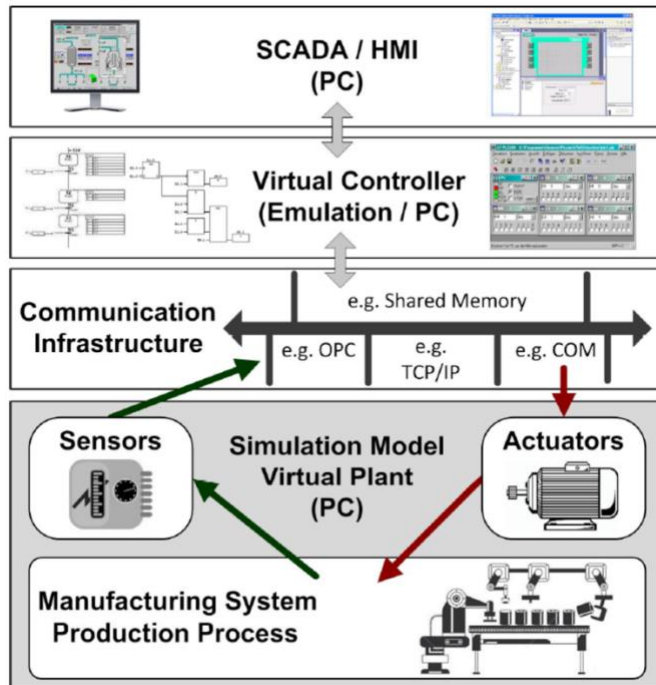 SCADA / HMI
(PC)
Virtual Controller
(Emulation / PC)
Communication
Infrastructure
e.g. Shared Memory
e.g. OPC
e.g.
TCP/IP
e.g. COM
Sensors
Simulation Model
Virtual Plant
(PC)
Actuators
Manufacturing System
Production Process